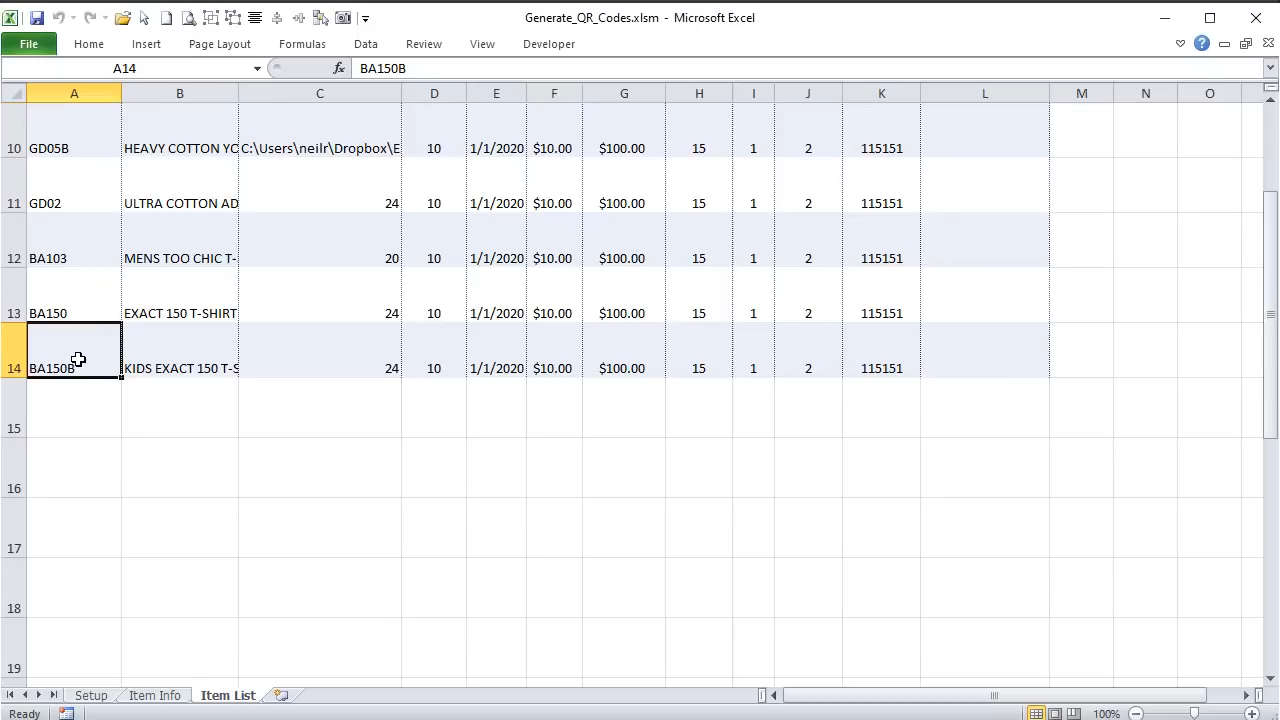 Generate_QR_Codes.xlsm - Microsoft Excel
File Home Insert Page Layout Formulas Data Review View Developer
A14 fx BA150B
A B C D E F G H I J K L M N O
10 GD05B HEAVY COTTON YC C:\Users\neilr\Dropbox\E 10 1/1/2020 $10.00 $100.00 15 1 2 115151
11 GD02 ULTRA COTTON AD 24 10 1/1/2020 $10.00 $100.00 15 1 2 115151
12 BA103 MENS TOO CHIC T- 20 10 1/1/2020 $10.00 $100.00 15 1 2 115151
13 BA150 EXACT 150 T-SHIRT 24 10 1/1/2020 $10.00 $100.00 15 1 2 115151
14 BA150B KIDS EXACT 150 T-S 24 10 1/1/2020 $10.00 $100.00 15 1 2 115151
15
16
17
18
19
Setup Item Info Item List
Ready 100%